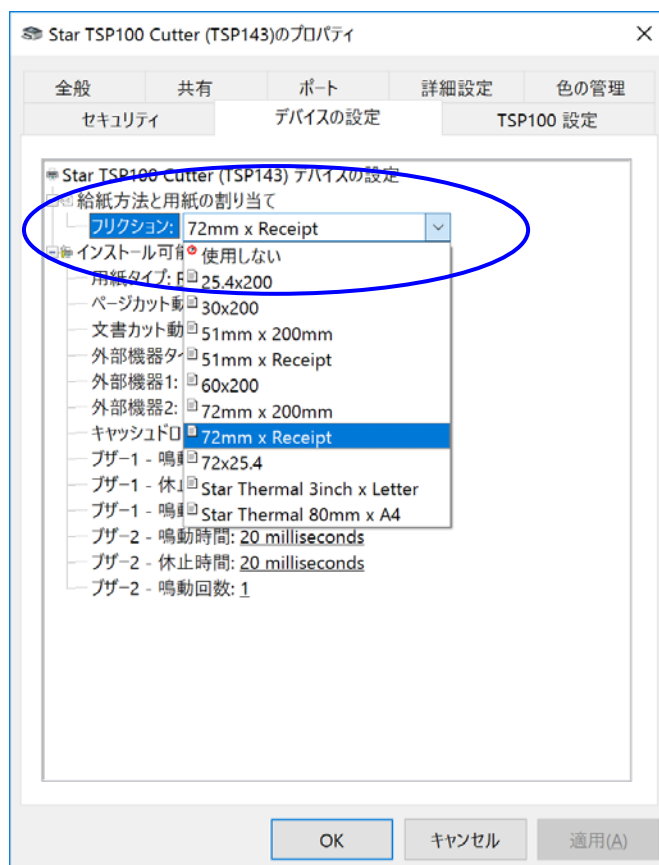 Star TSP100 Cutter (TSP143)のプロパティ
全般 共有 ポート 詳細設定 色の管理
セキュリティ デバイスの設定 TSP100 設定
Star TSP100 Cutter (TSP143) デバイスの設定
給紙方法と用紙の割り当て
フリクション: 72mm x Receipt
インストール可
使用しない
用紙タイプ:
25.4x200
ページカット動
30x200
文書カット動
51mm x 200mm
外部機器タ
51mm x Receipt
外部機器1:
60x200
外部機器2:
72mm x 200mm
キャッシュドロ
72mm x Receipt
ブザー1 - 鳴
72x25.4
ブザー1 - 休
Star Thermal 3inch x Letter
ブザー1 - 鳴
Star Thermal 80mm x A4
ブザー2 - 鳴動時間: 20 milliseconds
ブザー2 - 休止時間: 20 milliseconds
ブザー2 - 鳴動回数: 1
OK キャンセル 適用(A)